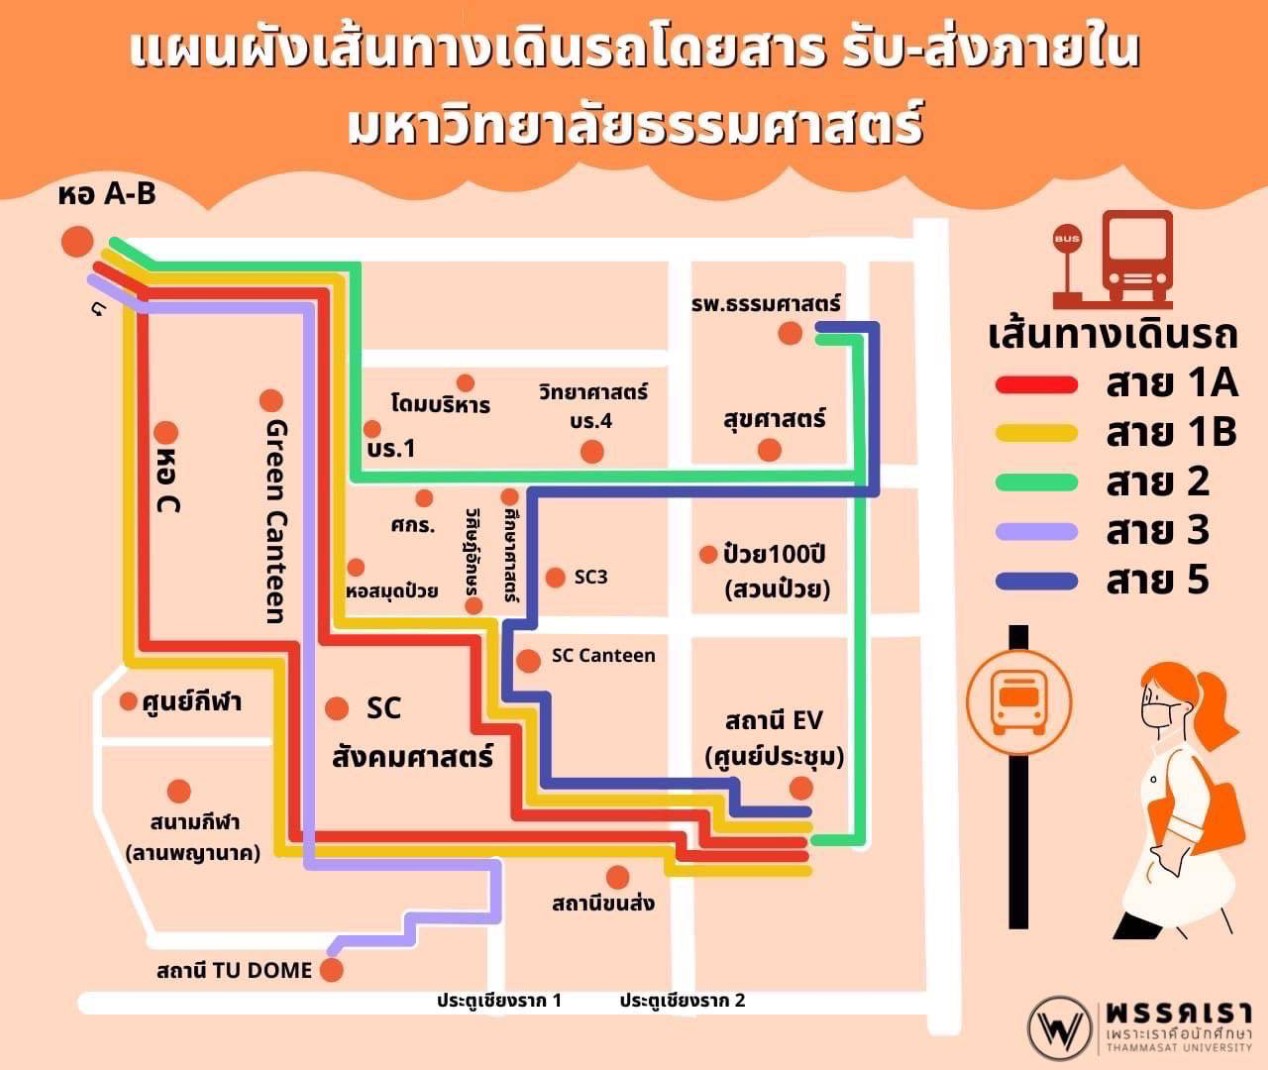 แผนผังเส้นทางเดินรถโดยสาร รับ-ส่งภายใน
มหาวิทยาลัยธรรมศาสตร์
หอ A-B
BUS
รพ.ธรรมศาสตร์
เส้นทางเดินรถ
สาย 1A
สาย 1B
สาย 2
สาย 3
สาย 5
โดมบริหาร
วิทยาศาสตร์
บร.4
สุขศาสตร์
บร.1
หอ C
Green Canteen
ศกร.
วิศิษฏ์อักษร
ศึกษาศาสตร์
ป๋วย100ปี
(สวนป๋วย)
SC3
หอสมุดป๋วย
SC Canteen
ศูนย์กีฬา
SC
สังคมศาสตร์
สถานี EV
(ศูนย์ประชุม)
สนามกีฬา
(ลานพญานาค)
สถานีขนส่ง
สถานี TU DOME
ประตูเชียงราก 1
ประตูเชียงราก 2
พรรคเรา
เพราะเราคือนักศึกษา
THAMMASAT UNIVERSITY